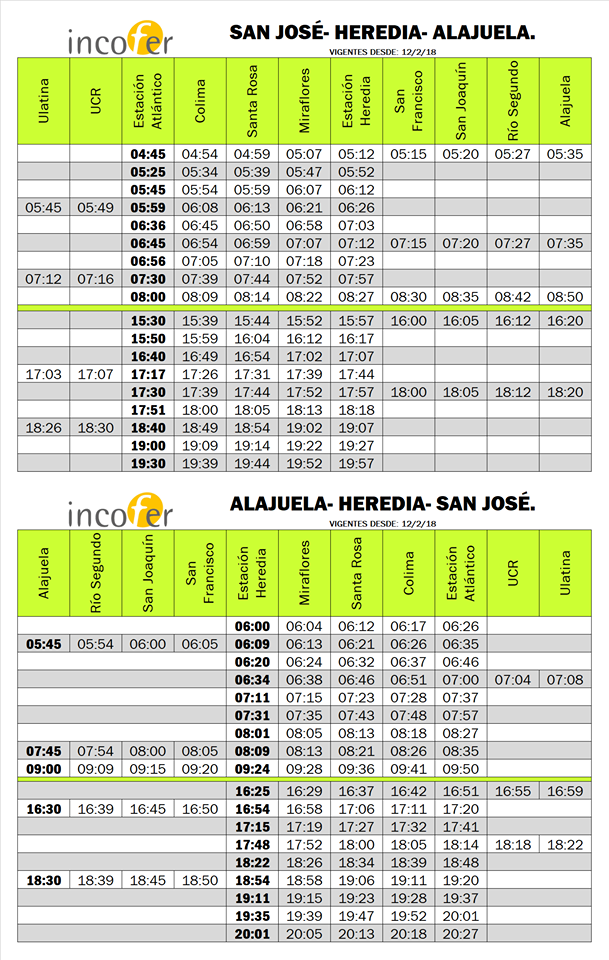 incofer SAN JOSÉ- HEREDIA- ALAJUELA.
VIGENTES DESDE: 12/2/18
Ulatina UCR Estación Atlántico Colima Santa Rosa Miraflores Estación Heredia San Francisco San Joaquín Río Segundo Alajuela
04:45 04:54 04:59 05:07 05:12 05:15 05:20 05:27 05:35
05:25 05:34 05:39 05:47 05:52
05:45 05:54 05:59 06:07 06:12
05:45 05:49 05:59 06:08 06:13 06:21 06:26
06:36 06:45 06:50 06:58 07:03
06:45 06:54 06:59 07:07 07:12 07:15 07:20 07:27 07:35
06:56 07:05 07:10 07:18 07:23
07:12 07:16 07:30 07:39 07:44 07:52 07:57
08:00 08:09 08:14 08:22 08:27 08:30 08:35 08:42 08:50
15:30 15:39 15:44 15:52 15:57 16:00 16:05 16:12 16:20
15:50 15:59 16:04 16:12 16:17
16:40 16:49 16:54 17:02 17:07
17:03 17:07 17:17 17:26 17:31 17:39 17:44
17:30 17:39 17:44 17:52 17:57 18:00 18:05 18:12 18:20
17:51 18:00 18:05 18:13 18:18
18:26 18:30 18:40 18:49 18:54 19:02 19:07
19:00 19:09 19:14 19:22 19:27
19:30 19:39 19:44 19:52 19:57
incofer ALAJUELA- HEREDIA- SAN JOSÉ.
VIGENTES DESDE: 12/2/18
Alajuela Río Segundo San Joaquín San Francisco Estación Heredia Miraflores Santa Rosa Colima Estación Atlántico UCR Ulatina
06:00 06:04 06:12 06:17 06:26
05:45 05:54 06:00 06:05 06:09 06:13 06:21 06:26 06:35
06:20 06:24 06:32 06:37 06:46
06:34 06:38 06:46 06:51 07:00 07:04 07:08
07:11 07:15 07:23 07:28 07:37
07:31 07:35 07:43 07:48 07:57
08:01 08:05 08:13 08:18 08:27
07:45 07:54 08:00 08:05 08:09 08:13 08:21 08:26 08:35
09:00 09:09 09:15 09:20 09:24 09:28 09:36 09:41 09:50
16:25 16:29 16:37 16:42 16:51 16:55 16:59
16:30 16:39 16:45 16:50 16:54 16:58 17:06 17:11 17:20
17:15 17:19 17:27 17:32 17:41
17:48 17:52 18:00 18:05 18:14 18:18 18:22
18:22 18:26 18:34 18:39 18:48
18:30 18:39 18:45 18:50 18:54 18:58 19:06 19:11 19:20
19:11 19:15 19:23 19:28 19:37
19:35 19:39 19:47 19:52 20:01
20:01 20:05 20:13 20:18 20:27